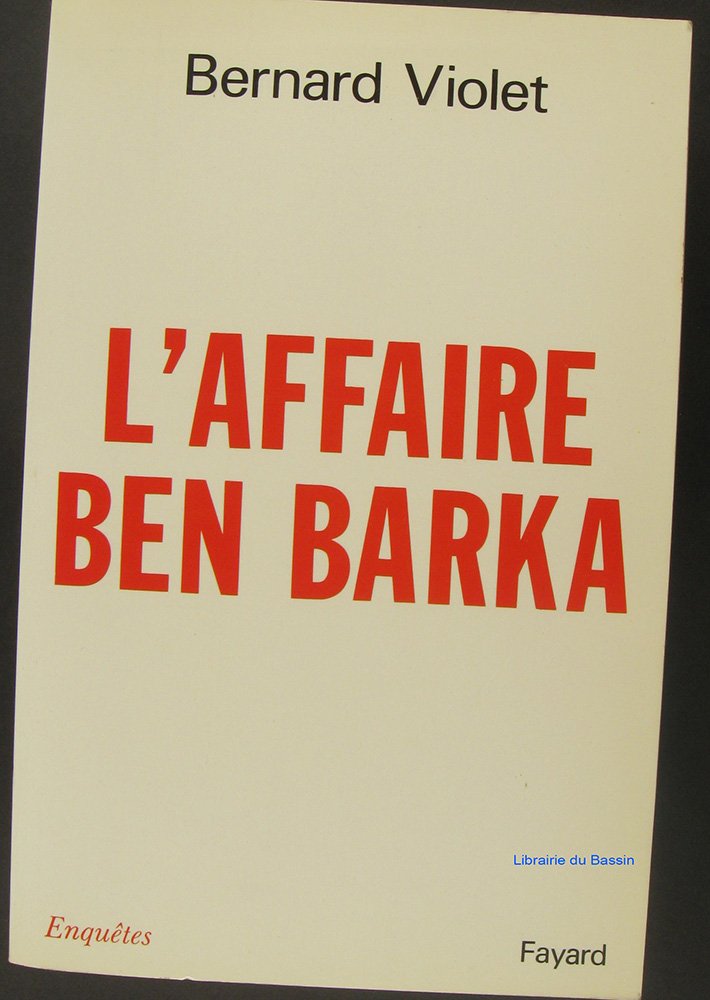 Bernard Violet
L'AFFAIRE
BEN BARKA
Librairie du Bassin
Enquêtes
Fayard